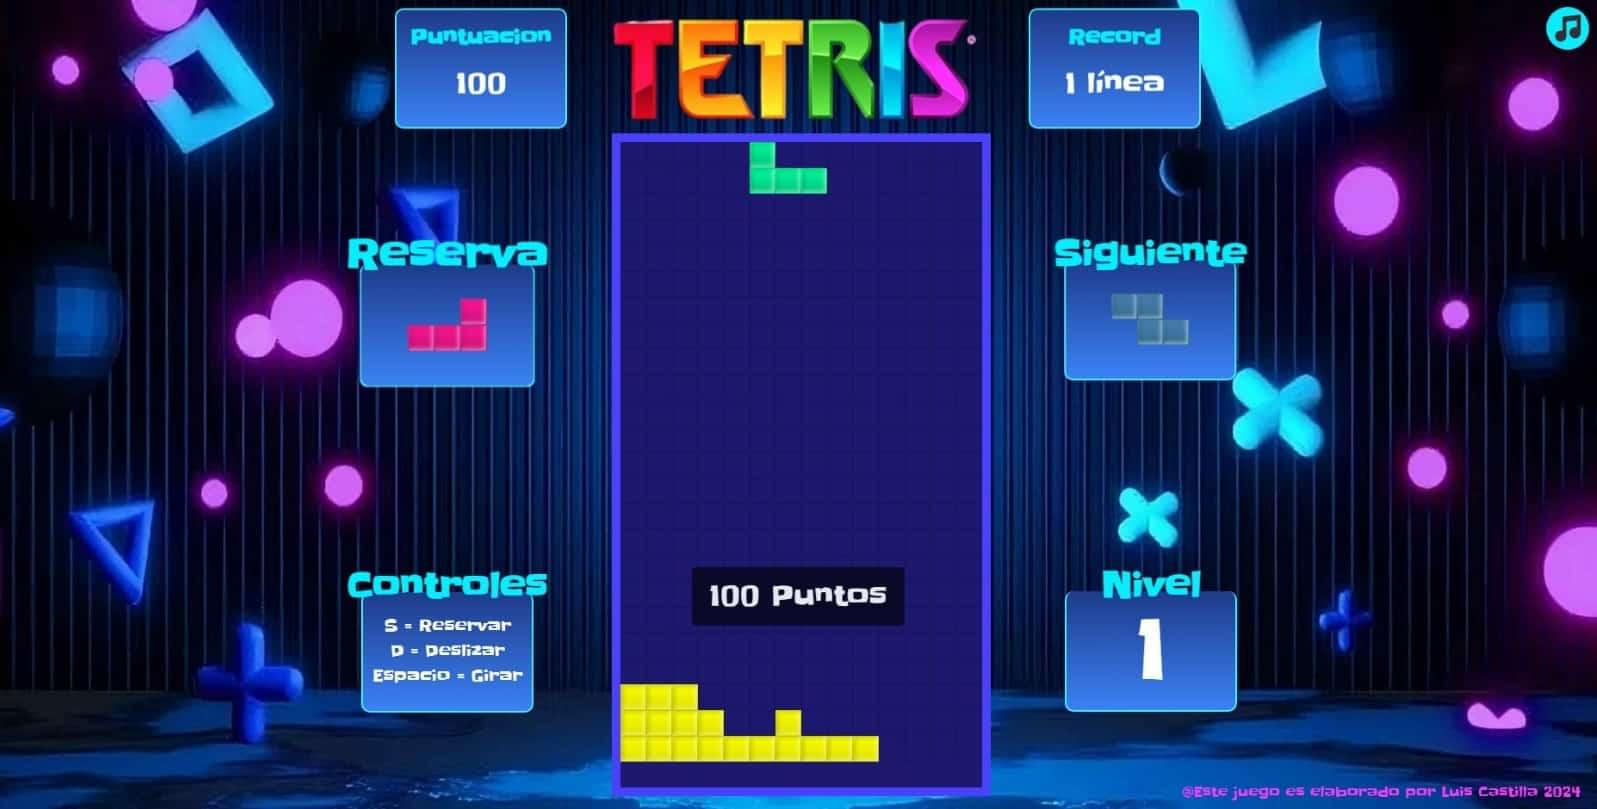 Puntuacion
100
TETRIS
Record
1 línea
Reserva
Siguiente
100 Puntos
Controles
S = Reservar
D = Deslizar
Espacio = Girar
Nivel
1
@Este juego es elaborado por Luis Castilla 2024